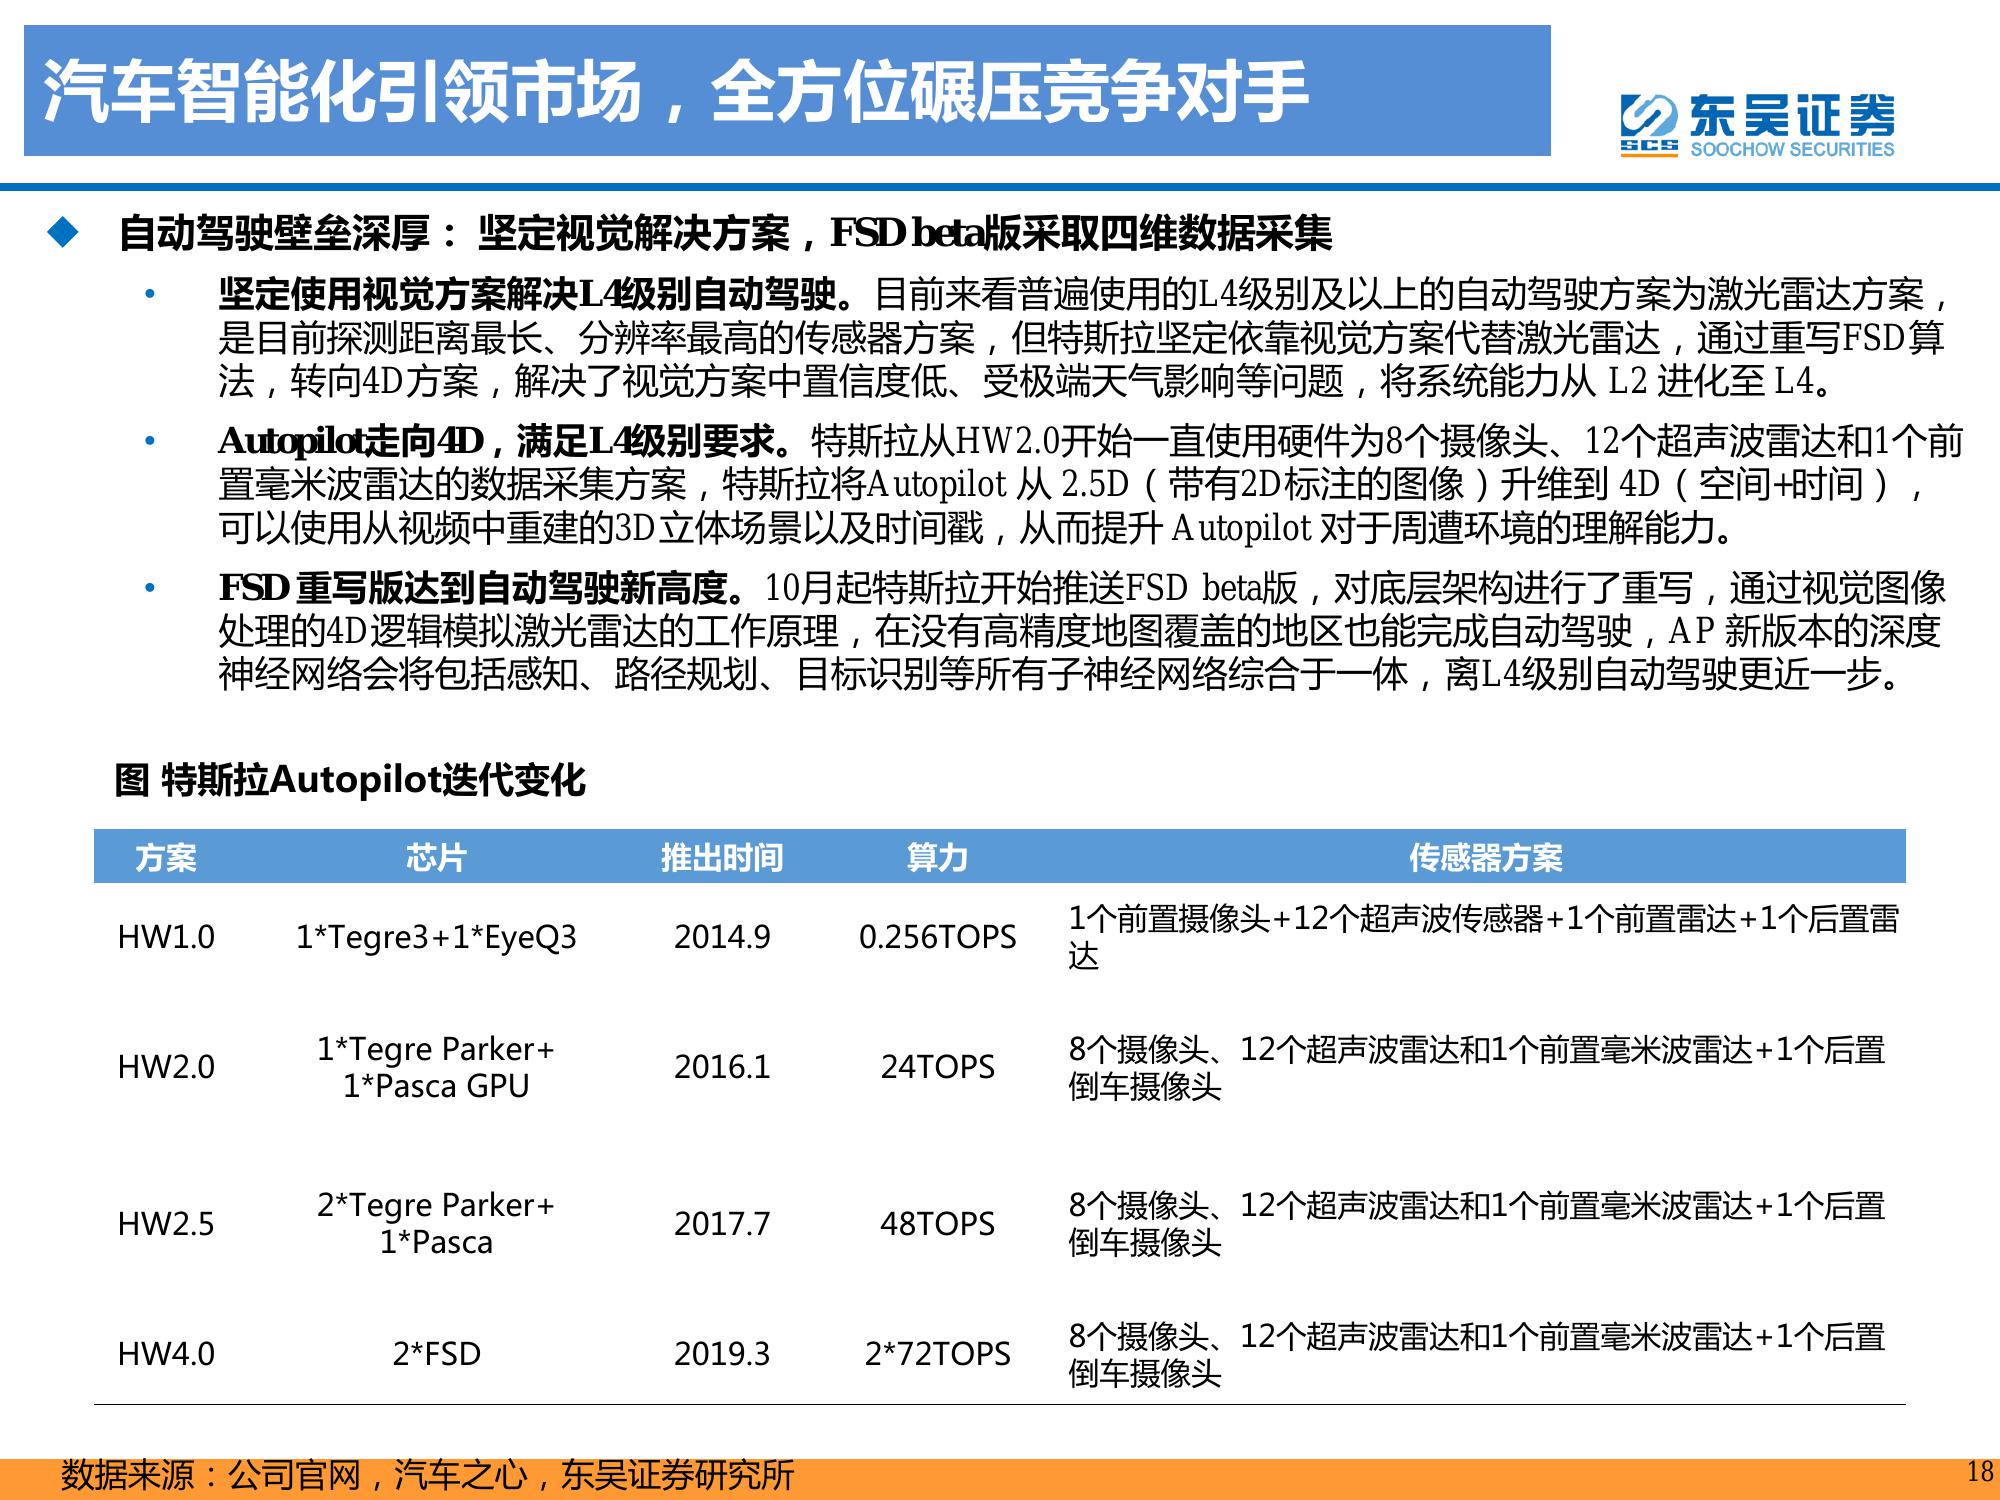 汽车智能化引领市场，全方位碾压竞争对手
SCS
东吴证券
SOOCHOW SECURITIES
◆ 自动驾驶壁垒深厚：坚定视觉解决方案，FSD beta版采取四维数据采集
• 坚定使用视觉方案解决L4级别自动驾驶。目前来看普遍使用的L4级别及以上的自动驾驶方案为激光雷达方案，
是目前探测距离最长、分辨率最高的传感器方案，但特斯拉坚定依靠视觉方案代替激光雷达，通过重写FSD算
法，转向4D方案，解决了视觉方案中置信度低、受极端天气影响等问题，将系统能力从 L2 进化至 L4。
• Autopilot走向4D，满足L4级别要求。特斯拉从HW2.0开始一直使用硬件为8个摄像头、12个超声波雷达和1个前
置毫米波雷达的数据采集方案，特斯拉将Autopilot 从 2.5D（带有2D标注的图像）升维到 4D（空间+时间），
可以使用从视频中重建的3D立体场景以及时间戳，从而提升 Autopilot 对于周遭环境的理解能力。
• FSD 重写版达到自动驾驶新高度。10月起特斯拉开始推送FSD beta版，对底层架构进行了重写，通过视觉图像
处理的4D逻辑模拟激光雷达的工作原理，在没有高精度地图覆盖的地区也能完成自动驾驶，AP 新版本的深度
神经网络会将包括感知、路径规划、目标识别等所有子神经网络综合于一体，离L4级别自动驾驶更近一步。
图 特斯拉Autopilot迭代变化
方案 芯片 推出时间 算力 传感器方案
HW1.0 1*Tegre3+1*EyeQ3 2014.9 0.256TOPS 1个前置摄像头+12个超声波传感器+1个前置雷达+1个后置雷
达
HW2.0 1*Tegre Parker+ 2016.1 24TOPS 8个摄像头、12个超声波雷达和1个前置毫米波雷达+1个后置
1*Pasca GPU 倒车摄像头
HW2.5 2*Tegre Parker+ 2017.7 48TOPS 8个摄像头、12个超声波雷达和1个前置毫米波雷达+1个后置
1*Pasca 倒车摄像头
HW4.0 2*FSD 2019.3 2*72TOPS 8个摄像头、12个超声波雷达和1个前置毫米波雷达+1个后置
倒车摄像头
数据来源：公司官网，汽车之心，东吴证券研究所
18